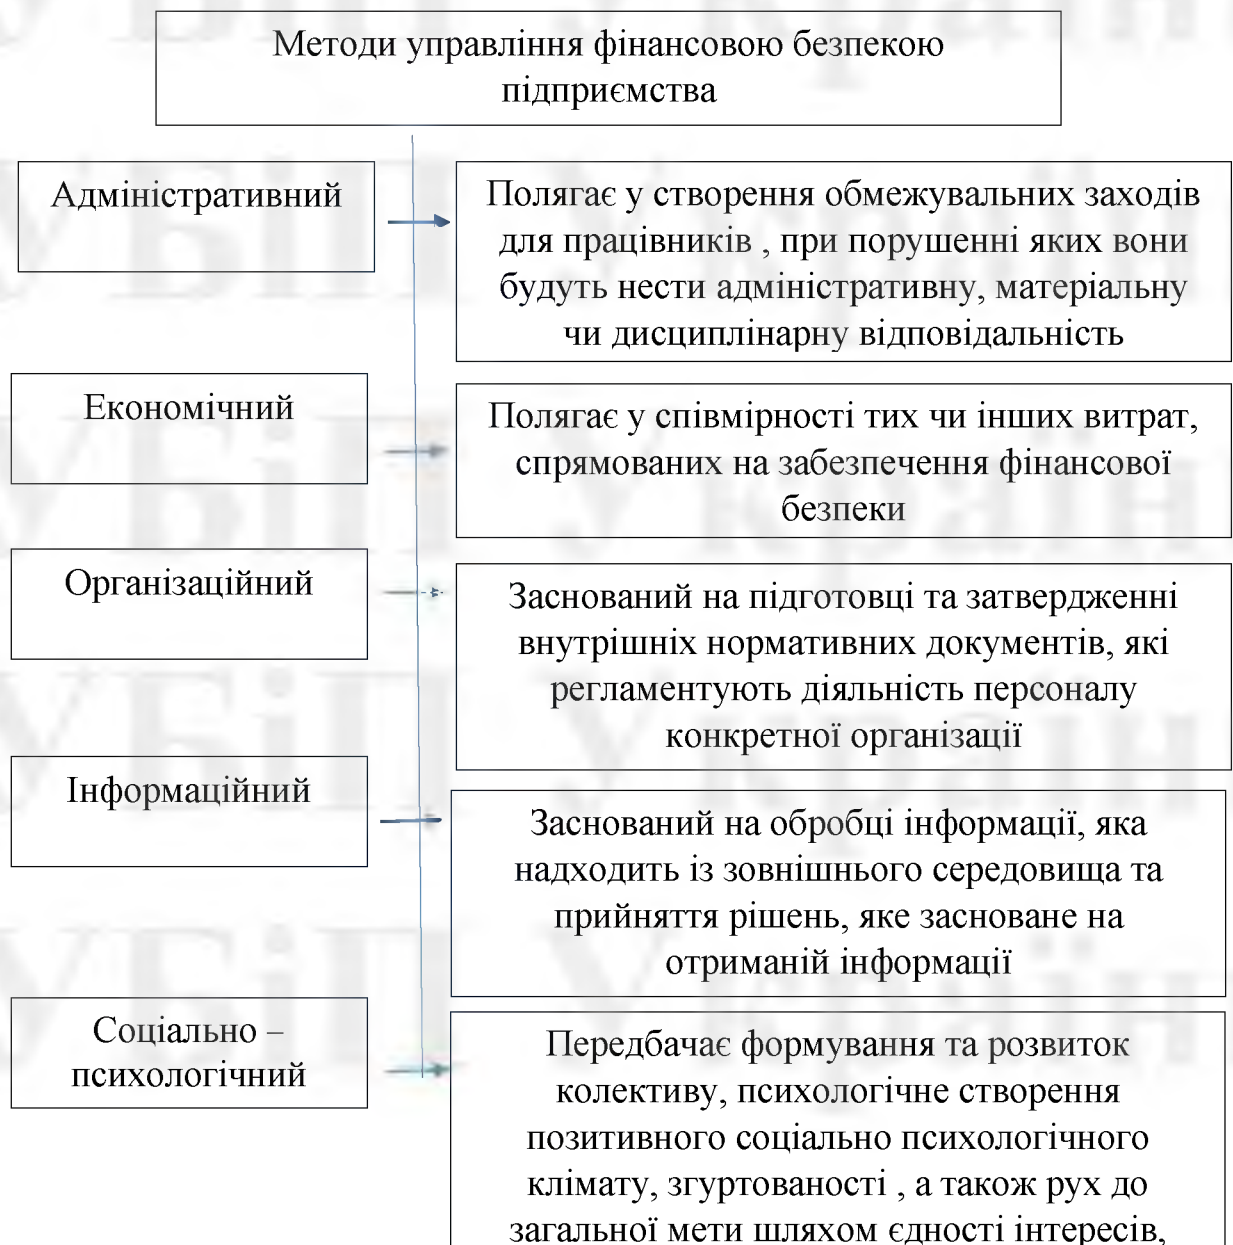 Методи управління фінансовою безпекою
підприємства
Адміністративний
Полягає у створення обмежувальних заходів
для працівників , при порушенні яких вони
будуть нести адміністративну, матеріальну
чи дисциплінарну відповідальність
Економічний
Полягає у співмірності тих чи інших витрат,
спрямованих на забезпечення фінансової
безпеки
Організаційний
Заснований на підготовці та затвердженні
внутрішніх нормативних документів, які
регламентують діяльність персоналу
конкретної організації
Інформаційний
Заснований на обробці інформації, яка
надходить із зовнішнього середовища та
прийняття рішень, яке засноване на
отриманій інформації
Соціально –
психологічний
Передбачає формування та розвиток
колективу, психологічне створення
позитивного соціально психологічного
клімату, згуртованості , а також рух до
загальної мети шляхом єдності інтересів,